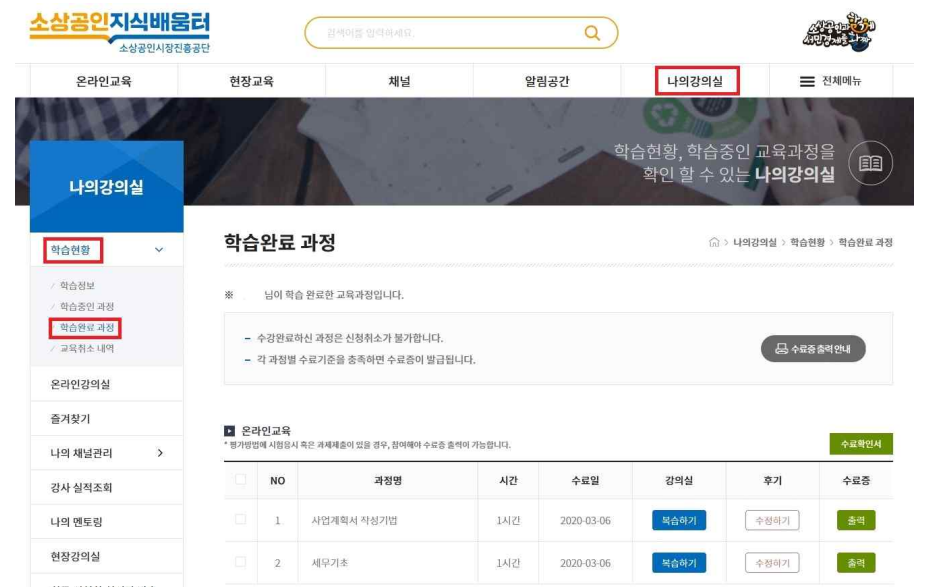 소상공인지식배움터
소상공인시장진흥공단
검색어를 입력하세요.
온라인교육 현장교육 채널 알림공간 나의강의실 전체메뉴
학습현황, 학습중인 교육과정을
확인 할 수 있는 나의강의실
나의강의실
학습현황
/ 학습정보
/ 학습중인 과정
/ 학습완료 과정
/ 교육취소 내역
온라인강의실
즐겨찾기
나의 채널관리 >
강사 실적조회
나의 멘토링
현장강의실
학습완료 과정
> 나의강의실 > 학습현황 > 학습완료 과정
※ 님이 학습 완료한 교육과정입니다.
– 수강완료하신 과정은 신청취소가 불가합니다.
– 각 과정별 수료기준을 충족하면 수료증이 발급됩니다.
수료증 출력 안내
온라인교육
* 평가방법에 시험응시 혹은 과제제출이 있을 경우, 참여해야 수료증 출력이 가능합니다.
수료확인서
NO 과정명 시간 수료일 강의실 후기 수료증
1 사업계획서 작성기법 1시간 2020-03-06 복습하기 수정하기 출력
2 세무기초 1시간 2020-03-06 복습하기 수정하기 출력